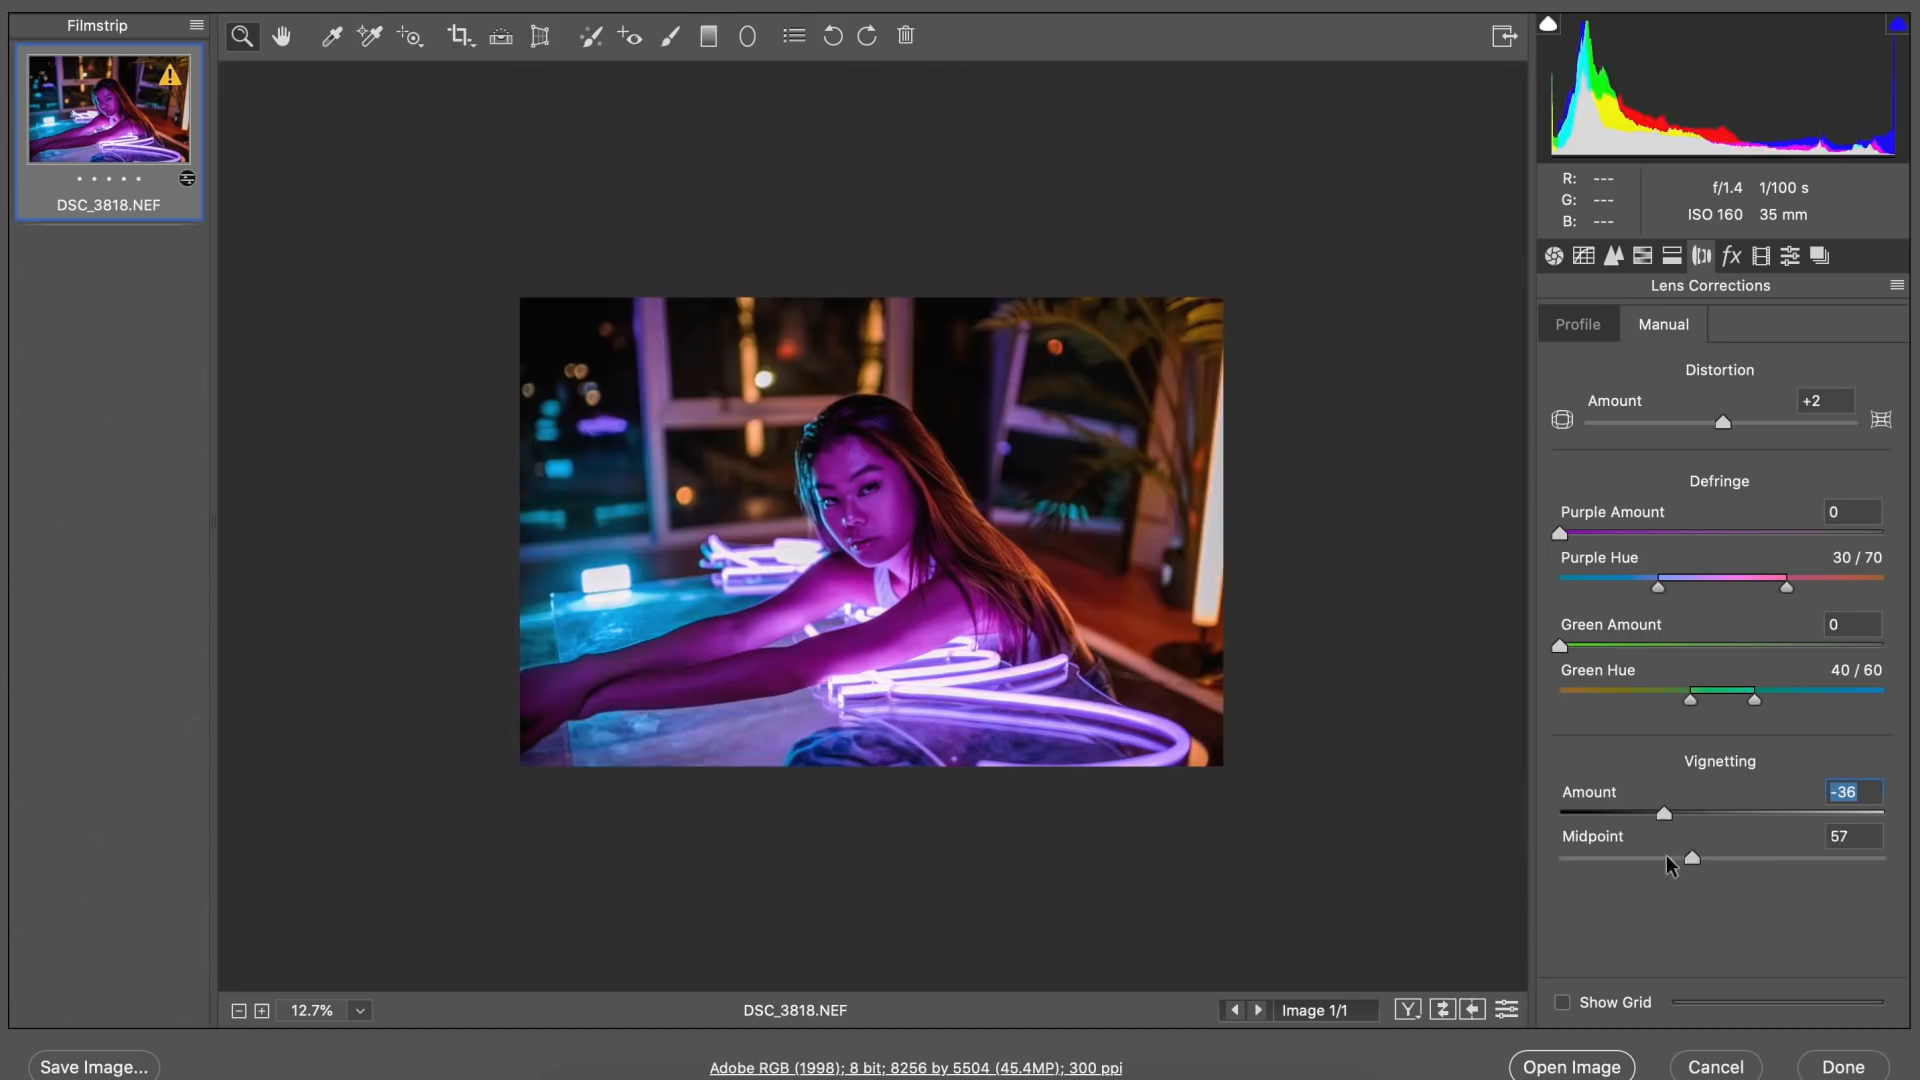 Filmstrip
DSC_3818.NEF
R: ---
G: ---
B: ---
f/1.4 1/100 s
ISO 160 35 mm
fx
Lens Corrections
Profile Manual
Distortion
Amount +2
Defringe
Purple Amount 0
Purple Hue 30 / 70
Green Amount 0
Green Hue 40 / 60
Vignetting
Amount -36
Midpoint 57
Show Grid
12.7% DSC_3818.NEF Image 1/1 Y
Save Image... Adobe RGB (1998); 8 bit; 8256 by 5504 (45.4MP); 300 ppi Open Image Cancel Done